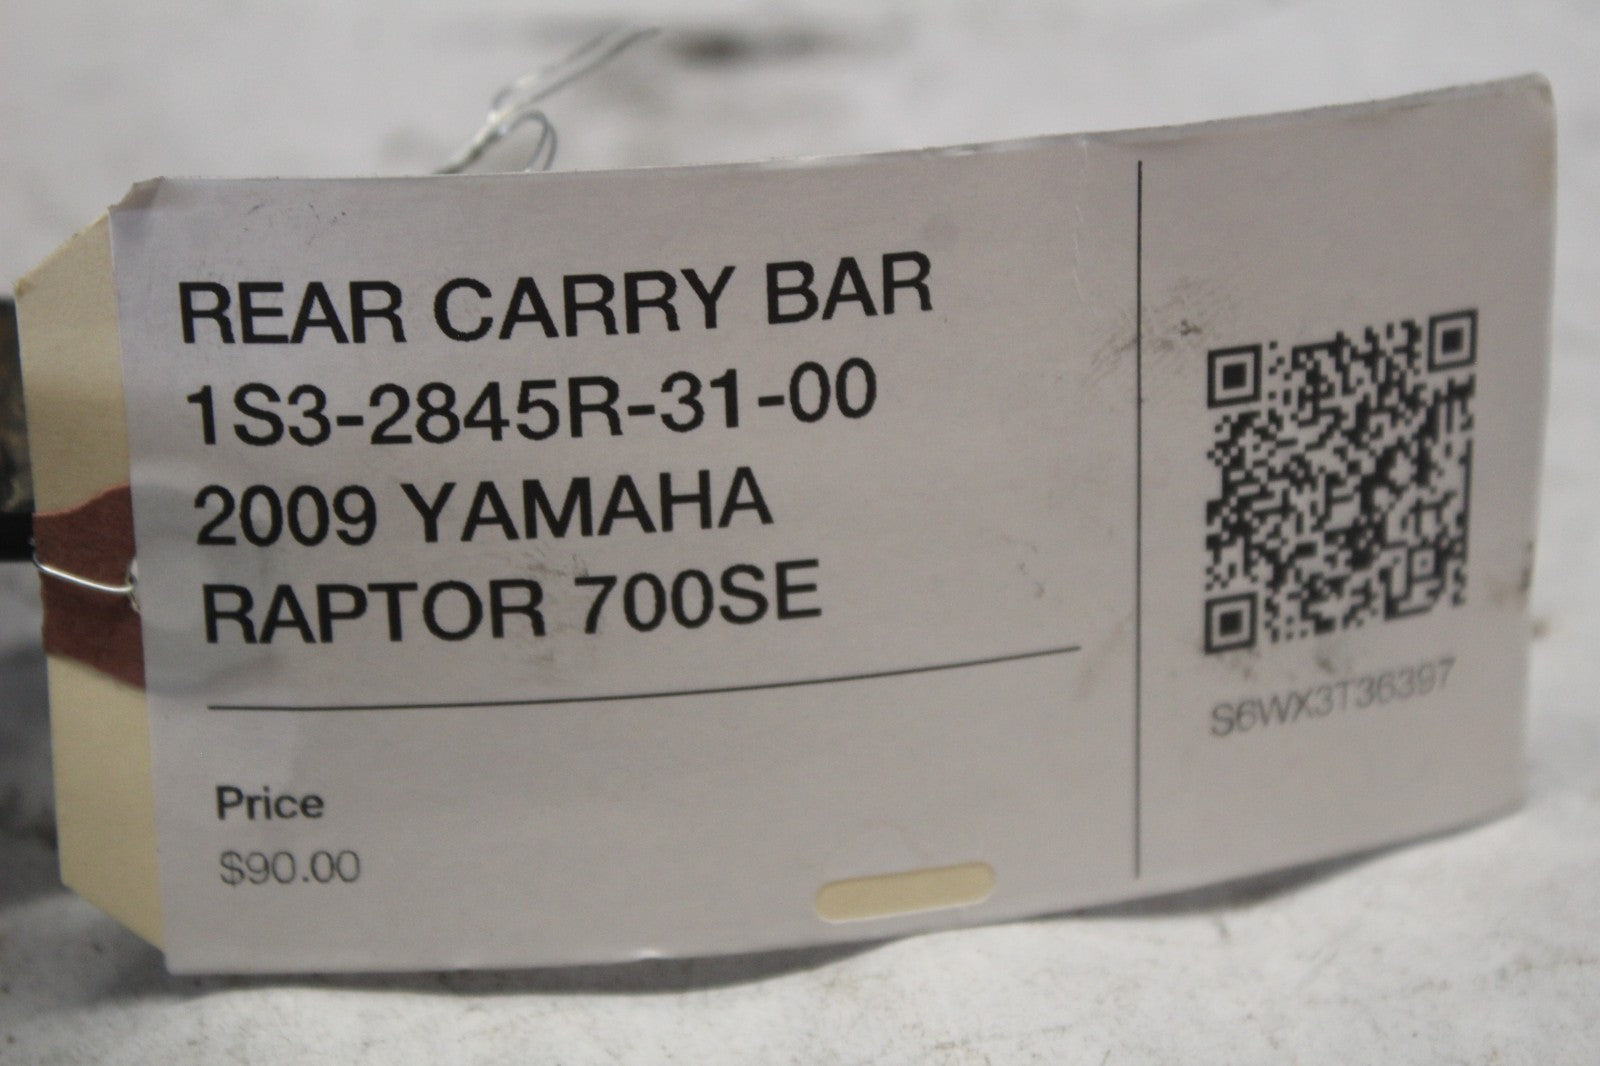 REAR CARRY BAR
1S3-2845R-31-00
2009 YAMAHA
RAPTOR 700SE
Price
$90.00
S6WX3T36397